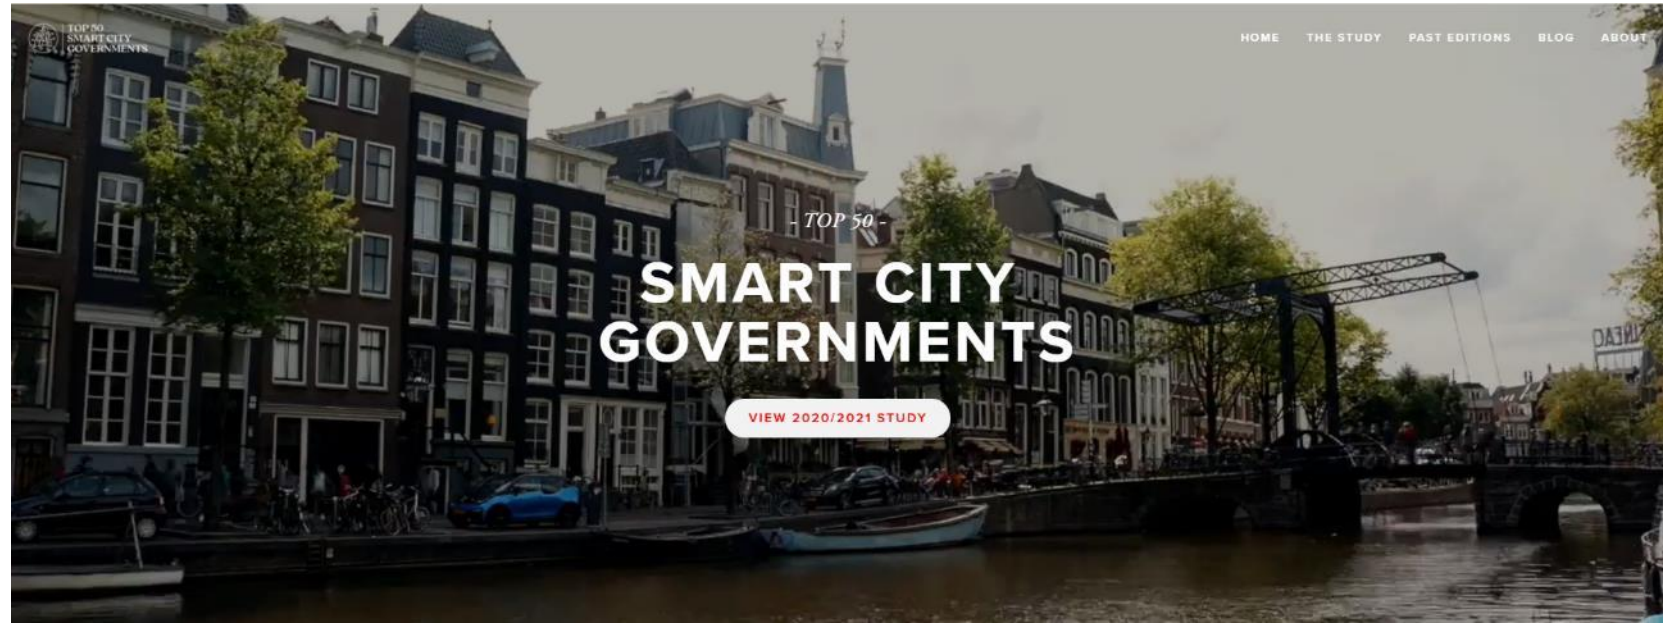 TOP 50
SMART CITY
GOVERNMENTS
HOME THE STUDY PAST EDITIONS BLOG ABOUT
- TOP 50 -
SMART CITY
GOVERNMENTS
VIEW 2020/2021 STUDY